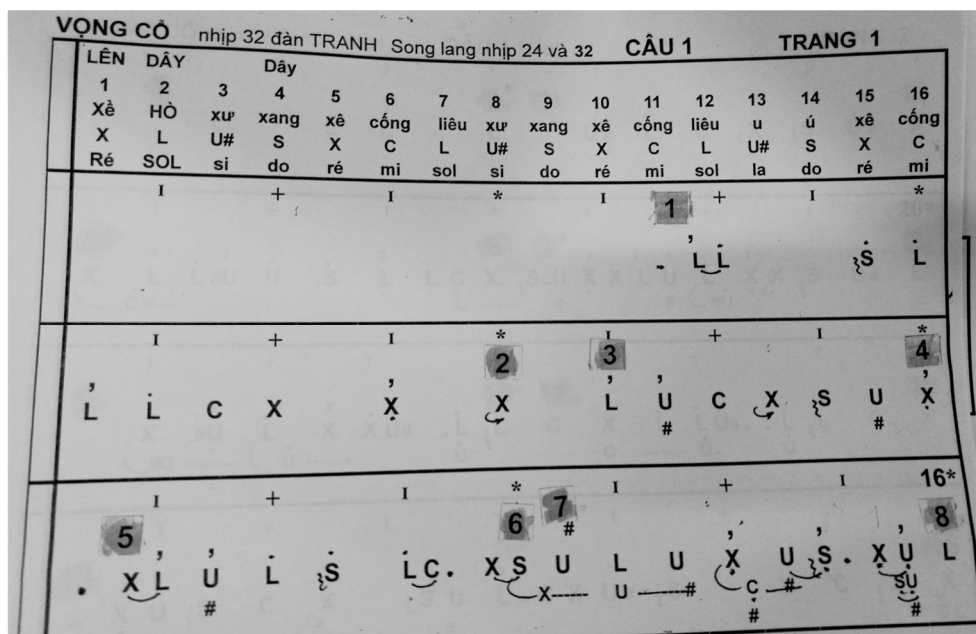 VỌNG CỔ nhịp 32 đàn TRANH Song lang nhịp 24 và 32 CÂU 1 TRANG 1
LÊN DÂY Dây
1 2 3 4 5 6 7 8 9 10 11 12 13 14 15 16
Xề HÒ xư xang xê cống liêu xư xang xê cống liêu u ú xê cống
X L U# S X C L U# S X C L U# S X C
Ré SOL si do ré mi sol si do ré mi sol la do ré mi
I + I * I + I *
1
, L L S L
I + I * I + I *
2 3 4
, , , , ,
L L C X X X L U C X S U X
# #
I + I * I + I 16*
5 6 7 8
#
, , , , ,
X L U L S L C . X S U L U X U S . X U L
# X---- U ----# C # S U
# #